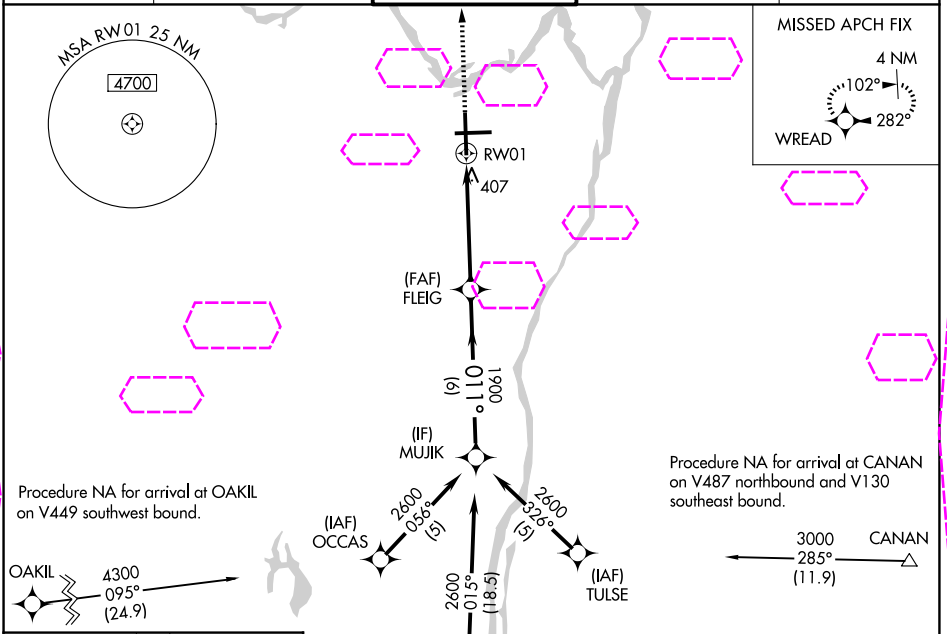 MSA RW01 25 NM
4700
MISSED APCH FIX
4 NM
102°
282°
WREAD
RW01
407
(FAF)
FLEIG
1600
011°
(6)
(IF)
MUJIK
Procedure NA for arrival at OAKIL
on V449 southwest bound.
Procedure NA for arrival at CANAN
on V487 northbound and V130
southeast bound.
(IAF)
OCCAS
2600
056°
(5)
2600
326°
(5)
(IAF)
TULSE
2600
015°
(18.5)
OAKIL
4300
095°
(24.9)
3000
285°
(11.9)
CANAN